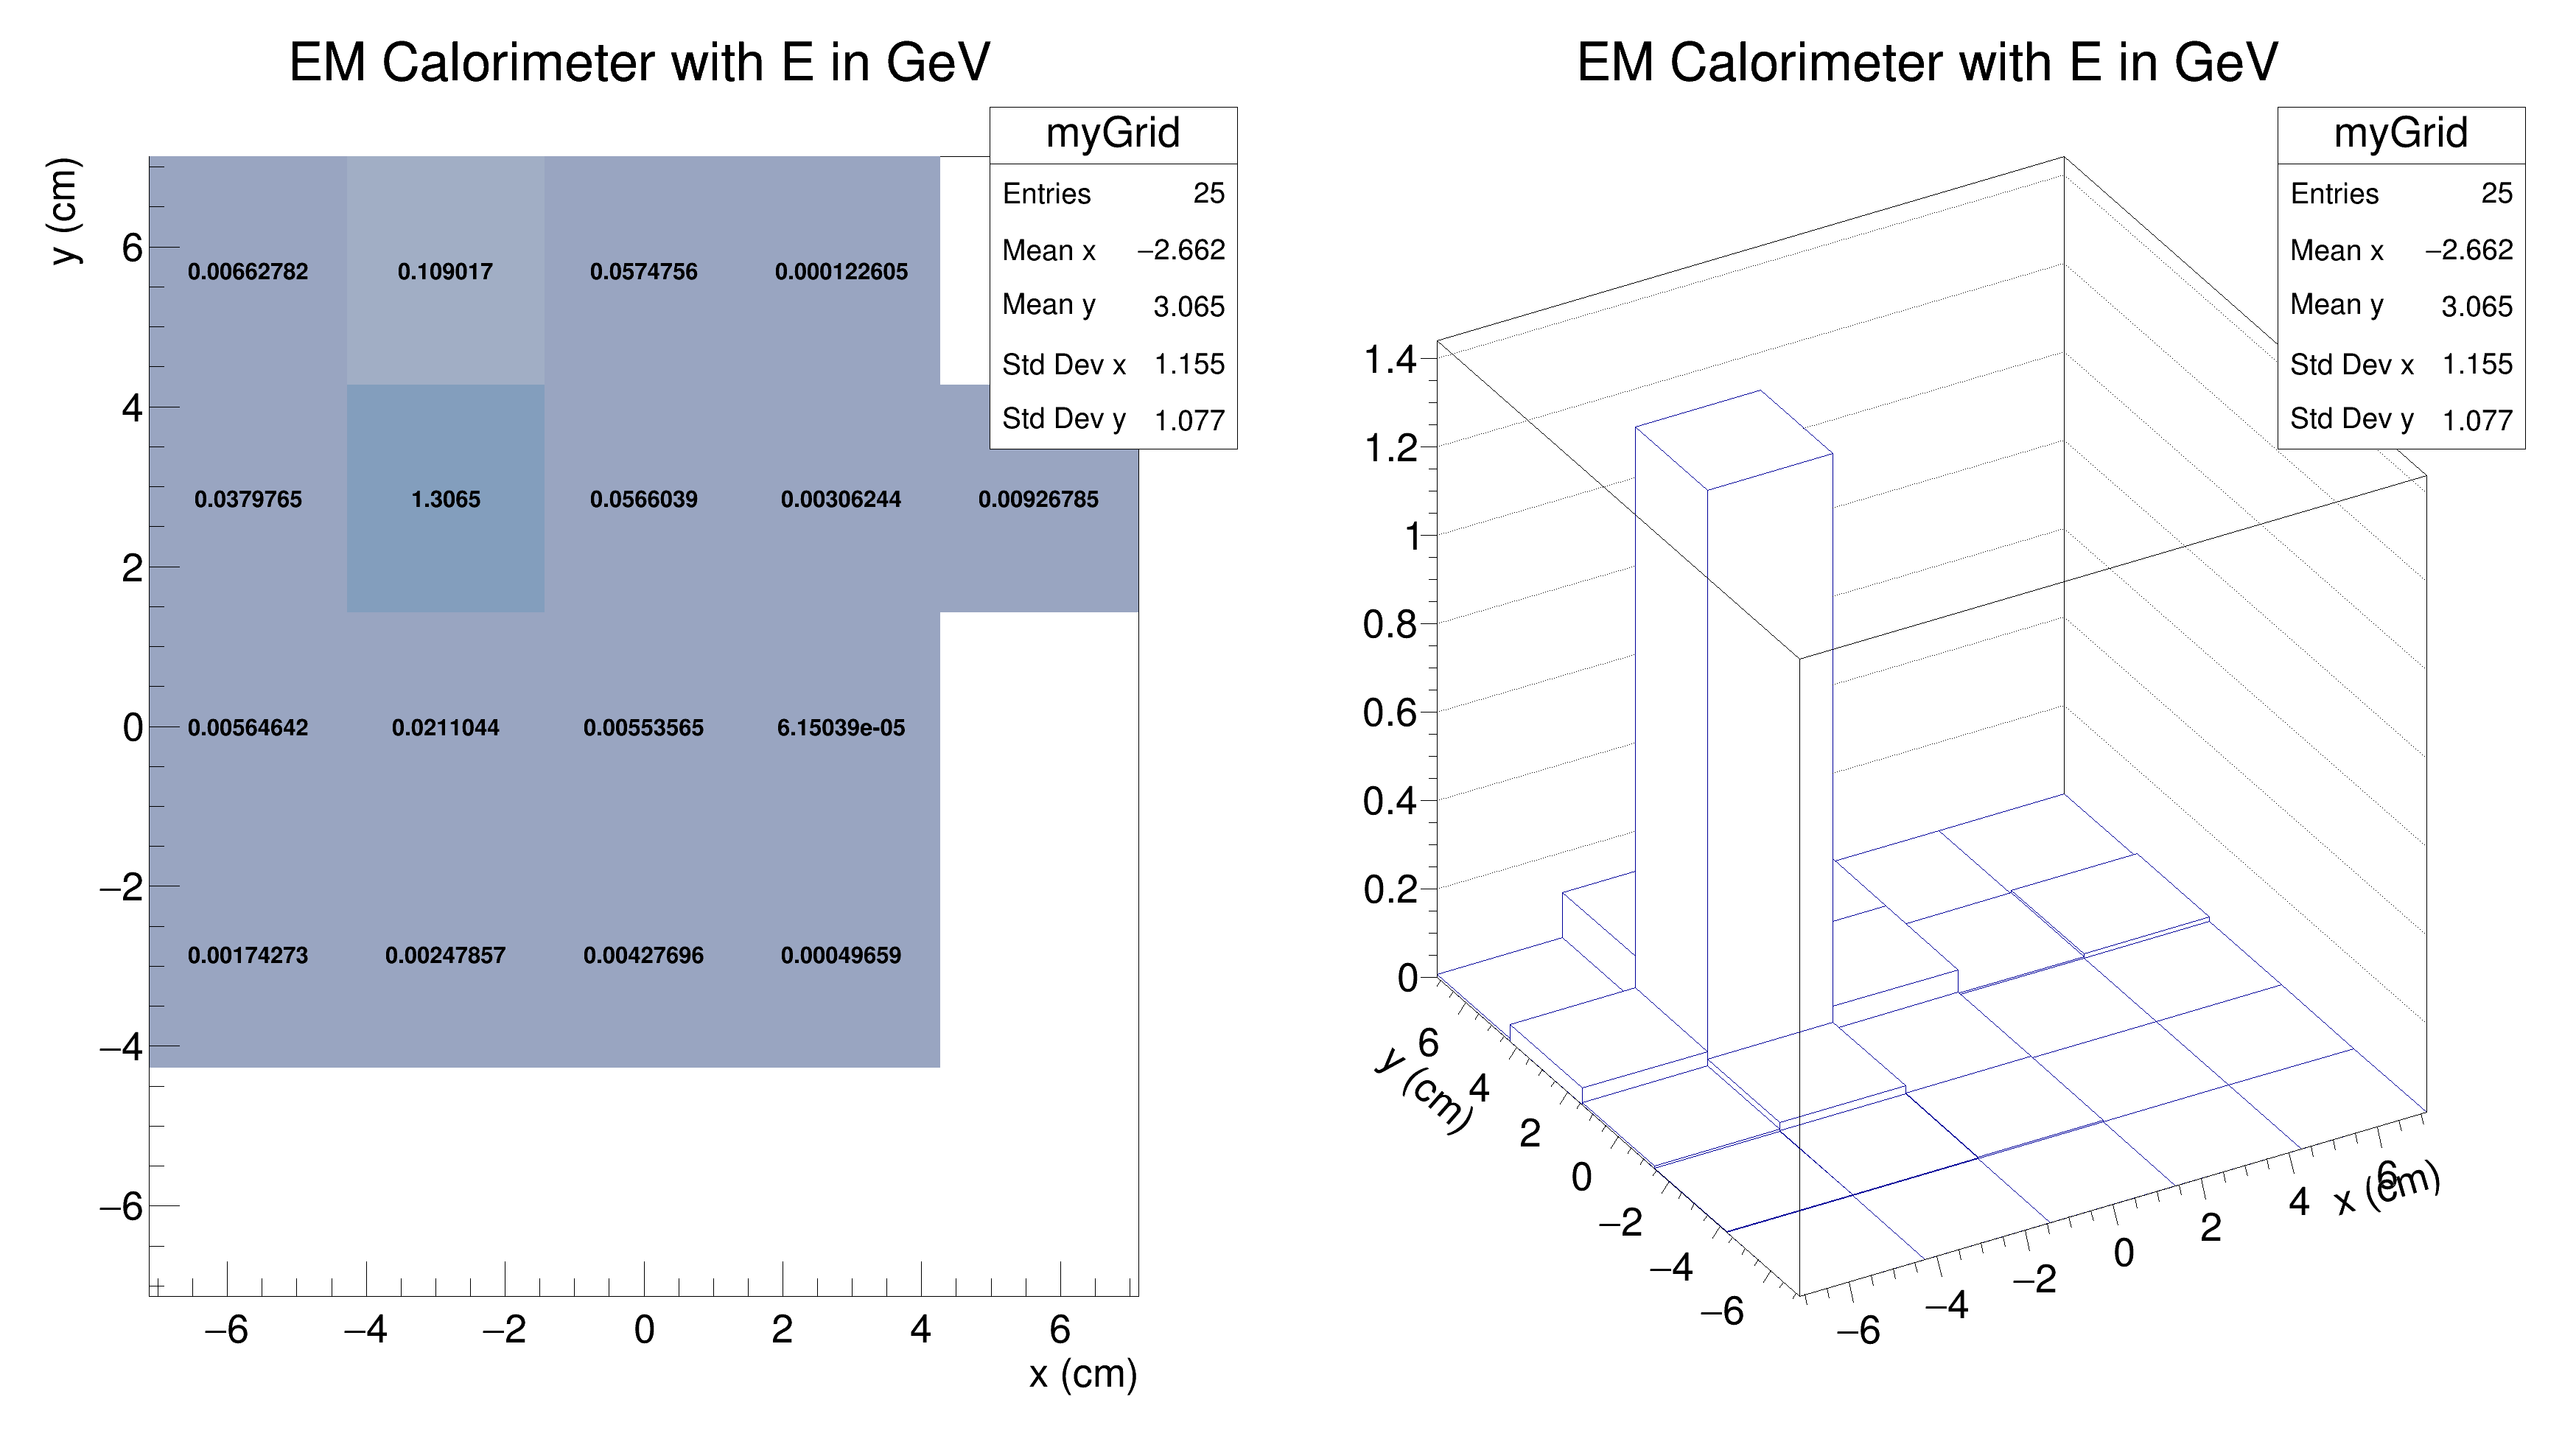 EM Calorimeter with E in GeV
myGrid
Entries 25
Mean x −2.662
Mean y 3.065
Std Dev x 1.155
Std Dev y 1.077
y (cm)
6
4
2
0
−2
−4
−6
0.00662782 0.109017 0.0574756 0.000122605
0.0379765 1.3065 0.0566039 0.00306244 0.00926785
0.00564642 0.0211044 0.00553565 6.15039e-05
0.00174273 0.00247857 0.00427696 0.00049659
−6 −4 −2 0 2 4 6
x (cm)
EM Calorimeter with E in GeV
myGrid
Entries 25
Mean x −2.662
Mean y 3.065
Std Dev x 1.155
Std Dev y 1.077
1.4
1.2
1
0.8
0.6
0.4
0.2
0
y (cm)
6
4
2
0
−2
−4
−6
−6 −4 −2 0 2 4 6
x (cm)